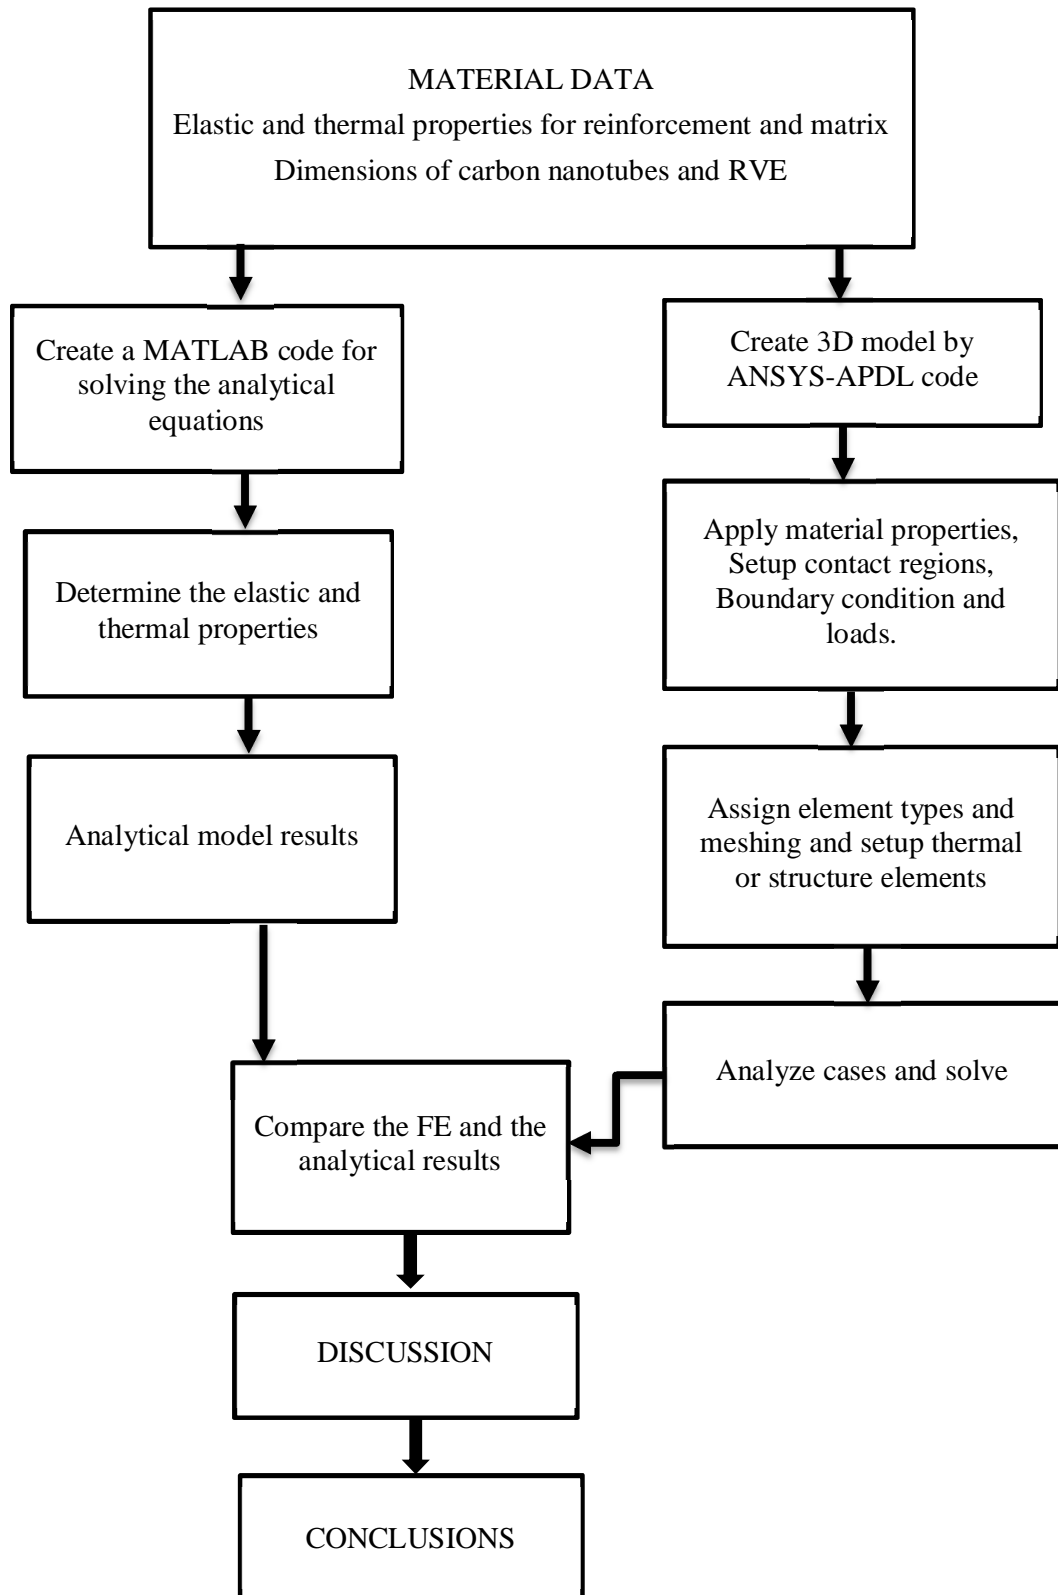 MATERIAL DATA
Elastic and thermal properties for reinforcement and matrix
Dimensions of carbon nanotubes and RVE
Create a MATLAB code for
solving the analytical
equations
Determine the elastic and
thermal properties
Analytical model results
Create 3D model by
ANSYS-APDL code
Apply material properties,
Setup contact regions,
Boundary condition and
loads.
Assign element types and
meshing and setup thermal
or structure elements
Analyze cases and solve
Compare the FE and the
analytical results
DISCUSSION
CONCLUSIONS